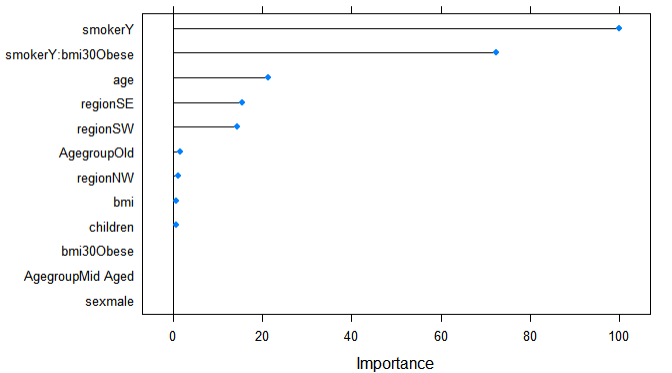 smokerY
smokerY:bmi30Obese
age
regionSE
regionSW
AgegroupOld
regionNW
bmi
children
bmi30Obese
AgegroupMid Aged
sexmale
0 20 40 60 80 100
Importance